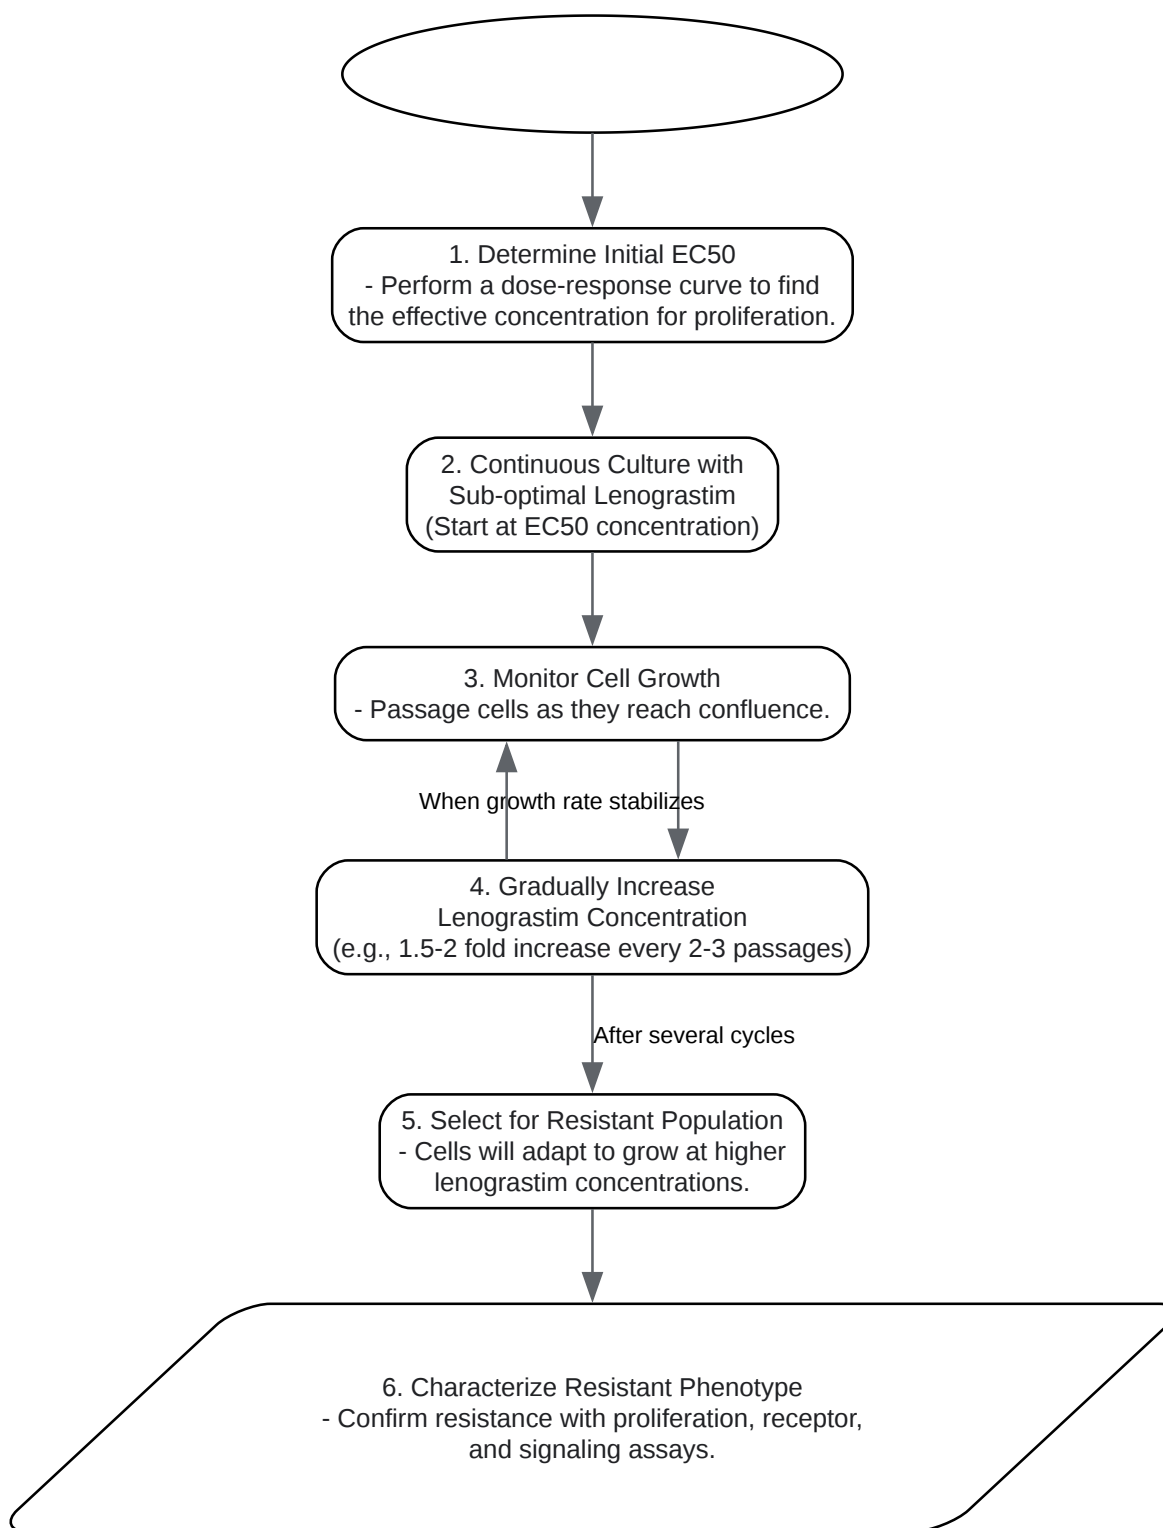 1. Determine Initial EC50
- Perform a dose-response curve to find
the effective concentration for proliferation.
2. Continuous Culture with
Sub-optimal Lenograstim
(Start at EC50 concentration)
3. Monitor Cell Growth
- Passage cells as they reach confluence.
When growth rate stabilizes
4. Gradually Increase
Lenograstim Concentration
(e.g., 1.5-2 fold increase every 2-3 passages)
After several cycles
5. Select for Resistant Population
- Cells will adapt to grow at higher
lenograstim concentrations.
6. Characterize Resistant Phenotype
- Confirm resistance with proliferation, receptor,
and signaling assays.